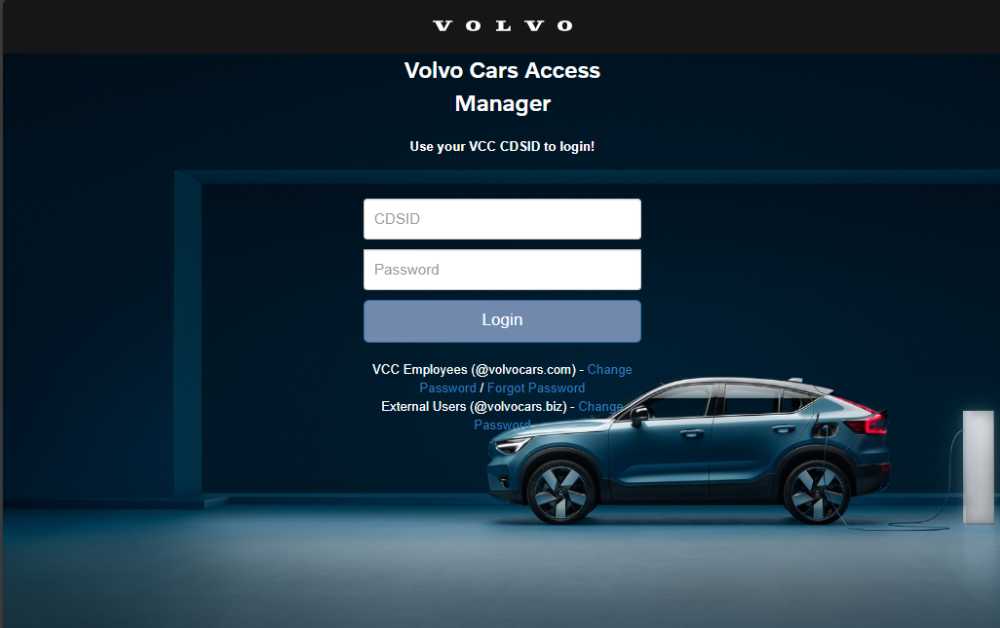 VOLVO
Volvo Cars Access
Manager
Use your VCC CDSID to login!
CDSID
Password
Login
VCC Employees (@volvocars.com) - Change
Password / Forgot Password
External Users (@volvocars.biz) - Change
Password